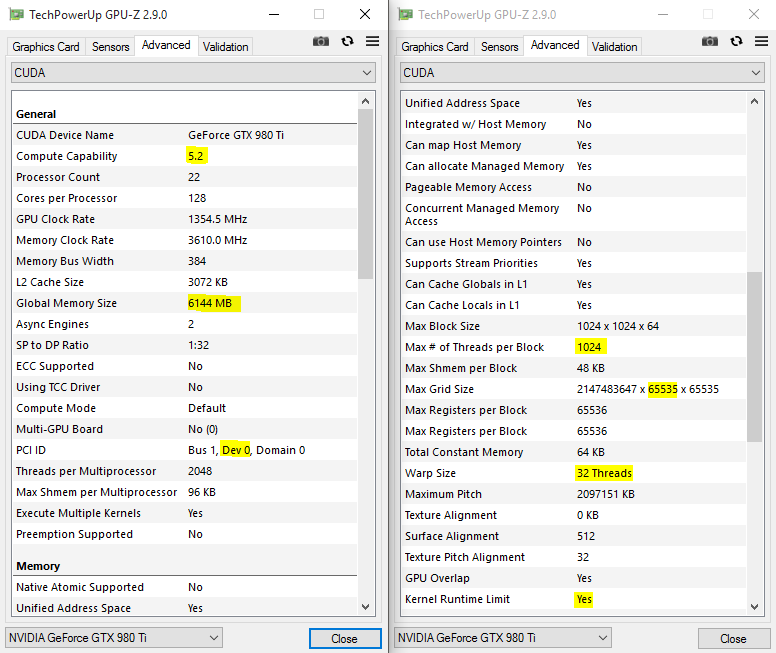 TechPowerUp GPU-Z 2.9.0
Graphics Card Sensors Advanced Validation
CUDA
General
CUDA Device Name GeForce GTX 980 Ti
Compute Capability 5.2
Processor Count 22
Cores per Processor 128
GPU Clock Rate 1354.5 MHz
Memory Clock Rate 3610.0 MHz
Memory Bus Width 384
L2 Cache Size 3072 KB
Global Memory Size 6144 MB
Async Engines 2
SP to DP Ratio 1:32
ECC Supported No
Using TCC Driver No
Compute Mode Default
Multi-GPU Board No (0)
PCI ID Bus 1, Dev 0, Domain 0
Threads per Multiprocessor 2048
Max Shmem per Multiprocessor 96 KB
Execute Multiple Kernels Yes
Preemption Supported No
Memory
Native Atomic Supported No
Unified Address Space Yes
NVIDIA GeForce GTX 980 Ti Close
TechPowerUp GPU-Z 2.9.0
Graphics Card Sensors Advanced Validation
CUDA
Unified Address Space Yes
Integrated w/ Host Memory No
Can map Host Memory Yes
Can allocate Managed Memory Yes
Pageable Memory Access No
Concurrent Managed Memory No
Access
Can use Host Memory Pointers No
Supports Stream Priorities Yes
Can Cache Globals in L1 Yes
Can Cache Locals in L1 Yes
Max Block Size 1024 x 1024 x 64
Max # of Threads per Block 1024
Max Shmem per Block 48 KB
Max Grid Size 2147483647 x 65535 x 65535
Max Registers per Block 65536
Max Registers per Block 65536
Total Constant Memory 64 KB
Warp Size 32 Threads
Maximum Pitch 2097151 KB
Texture Alignment 0 KB
Surface Alignment 512
Texture Pitch Alignment 32
GPU Overlap Yes
Kernel Runtime Limit Yes
NVIDIA GeForce GTX 980 Ti Close